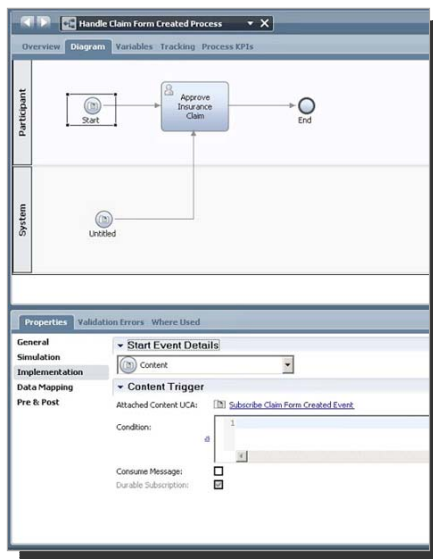 Handle Claim Form Created Process
Overview Diagram Variables Tracking Process KPIs
Participant
Start
Approve
Insurance
Claim
End
System
Untitled
Properties Validation Errors Where Used
General
Simulation
Implementation
Data Mapping
Pre & Post
Start Event Details
Content
Content Trigger
Attached Content UCA: Subscribe Claim Form Created Event
Condition:
1
Consume Message:
Durable Subscription: